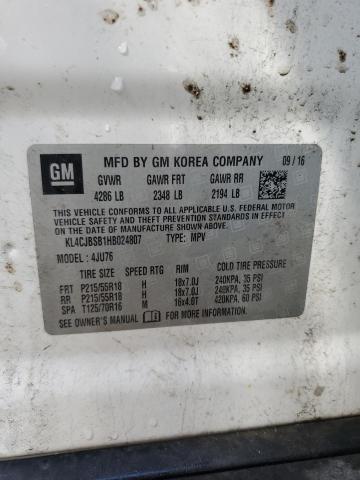 GM
MFD BY GM KOREA COMPANY 09/16
GVWR GAWR FRT GAWR RR
4286 LB 2348 LB 2194 LB
THIS VEHICLE CONFORMS TO ALL APPLICABLE U.S. FEDERAL MOTOR
VEHICLE SAFETY AND THEFT PREVENTION STANDARDS IN EFFECT ON
THE DATE OF MANUFACTURE SHOWN ABOVE.
KL4CJBSB1HB024807 TYPE: MPV
MODEL: 4JU76
TIRE SIZE SPEED RTG RIM COLD TIRE PRESSURE
FRT P215/55R18 H 18x7.0J 240KPA, 35 PSI
RR P215/55R18 H 18x7.0J 240KPA, 35 PSI
SPA T125/70R16 M 16x4.0T 420KPA, 60 PSI
SEE OWNER'S MANUAL FOR MORE INFORMATION.